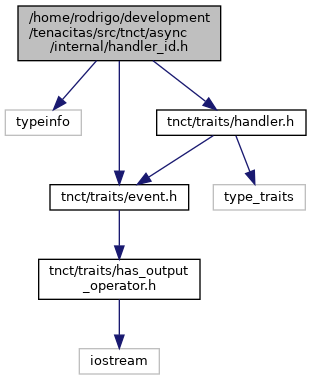 /home/rodrigo/development
/tenacitas/src/tnct/async
/internal/handler_id.h
typeinfo
tnct/traits/handler.h
tnct/traits/event.h
type_traits
tnct/traits/has_output
_operator.h
iostream